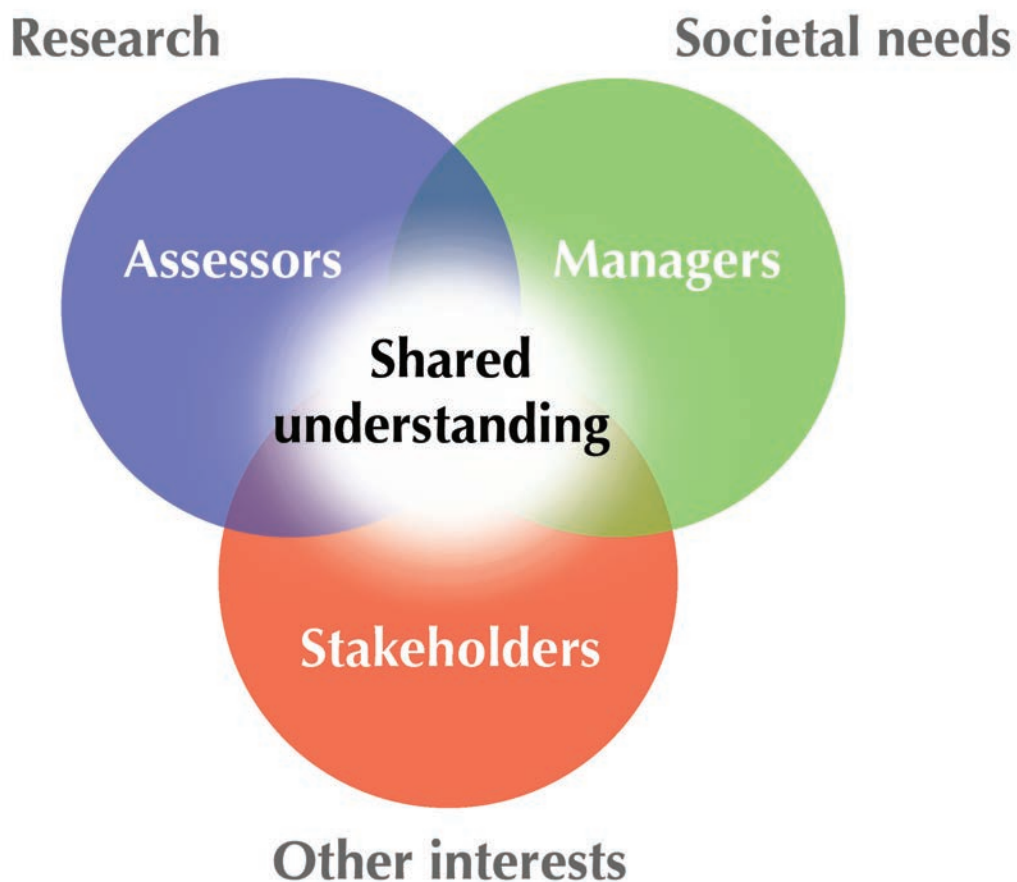 Research
Societal needs
Assessors
Managers
Shared
understanding
Stakeholders
Other interests